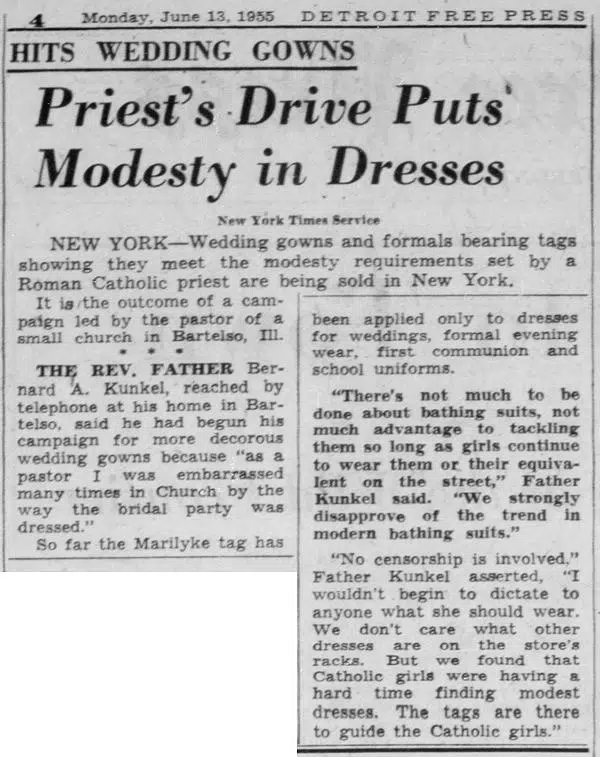 4 Monday, June 13, 1955 DETROIT FREE PRESS
HITS WEDDING GOWNS
Priest's Drive Puts
Modesty in Dresses
New York Times Service
NEW YORK—Wedding gowns and formals bearing tags
showing they meet the modesty requirements set by a
Roman Catholic priest are being sold in New York.
It is the outcome of a cam-
paign led by the pastor of a
small church in Bartelso, Ill.
* * *
THE REV. FATHER Ber-
nard A. Kunkel, reached by
telephone at his home in Bar-
telso, said he had begun his
campaign for more decorous
wedding gowns because "as a
pastor I was embarrassed
many times in Church by the
way the bridal party was
dressed."
So far the Marilyke tag has
been applied only to dresses
for weddings, formal evening
wear, first communion and
school uniforms.
"There's not much to be
done about bathing suits, not
much advantage to tackling
them so long as girls continue
to wear them or their equiva-
lent on the street," Father
Kunkel said. "We strongly
disapprove of the trend in
modern bathing suits."
"No censorship is involved,"
Father Kunkel asserted, "I
wouldn't begin to dictate to
anyone what she should wear.
We don't care what other
dresses are on the store's
racks. But we found that
Catholic girls were having a
hard time finding modest
dresses. The tags are there
to guide the Catholic girls."